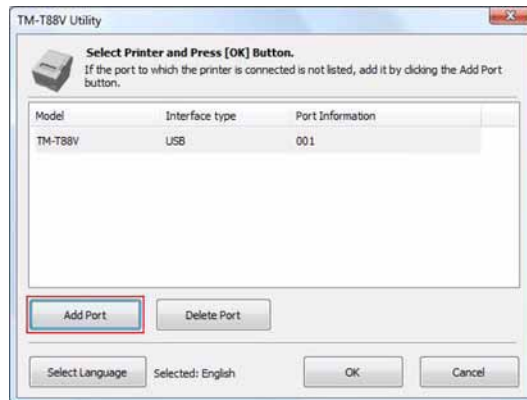 TM-T88V Utility
Select Printer and Press [OK] Button.
If the port to which the printer is connected is not listed, add it by clicking the Add Port
button.
Model Interface type Port Information
TM-T88V USB 001
Add Port Delete Port
Select Language Selected: English OK Cancel